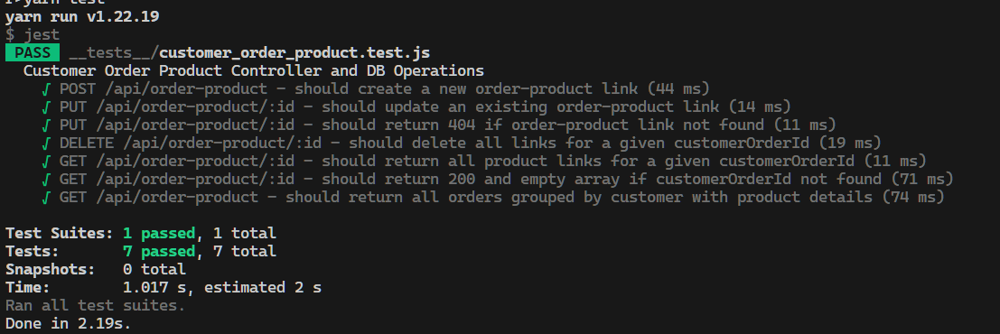 yarn run v1.22.19
$ jest
PASS __tests__/customer_order_product.test.js
Customer Order Product Controller and DB Operations
√ POST /api/order-product – should create a new order-product link (44 ms)
√ PUT /api/order-product/:id – should update an existing order-product link (14 ms)
√ PUT /api/order-product/:id – should return 404 if order-product link not found (11 ms)
√ DELETE /api/order-product/:id – should delete all links for a given customerOrderId (19 ms)
√ GET /api/order-product/:id – should return all product links for a given customerOrderId (11 ms)
√ GET /api/order-product/:id – should return 200 and empty array if customerOrderId not found (71 ms)
√ GET /api/order-product – should return all orders grouped by customer with product details (74 ms)
Test Suites: 1 passed, 1 total
Tests: 7 passed, 7 total
Snapshots: 0 total
Time: 1.017 s, estimated 2 s
Ran all test suites.
Done in 2.19s.